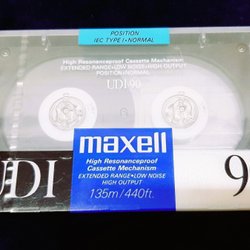 POSITION
IEC TYPE I • NORMAL
High Resonanceproof
Cassette Mechanism
EXTENDED RANGE • LOW NOISE • HIGH OUTPUT
POSITION NORMAL
UDI 90
maxell
High Resonanceproof
Cassette Mechanism
EXTENDED RANGE • LOW NOISE
HIGH OUTPUT
135m/440ft.
UDI
9